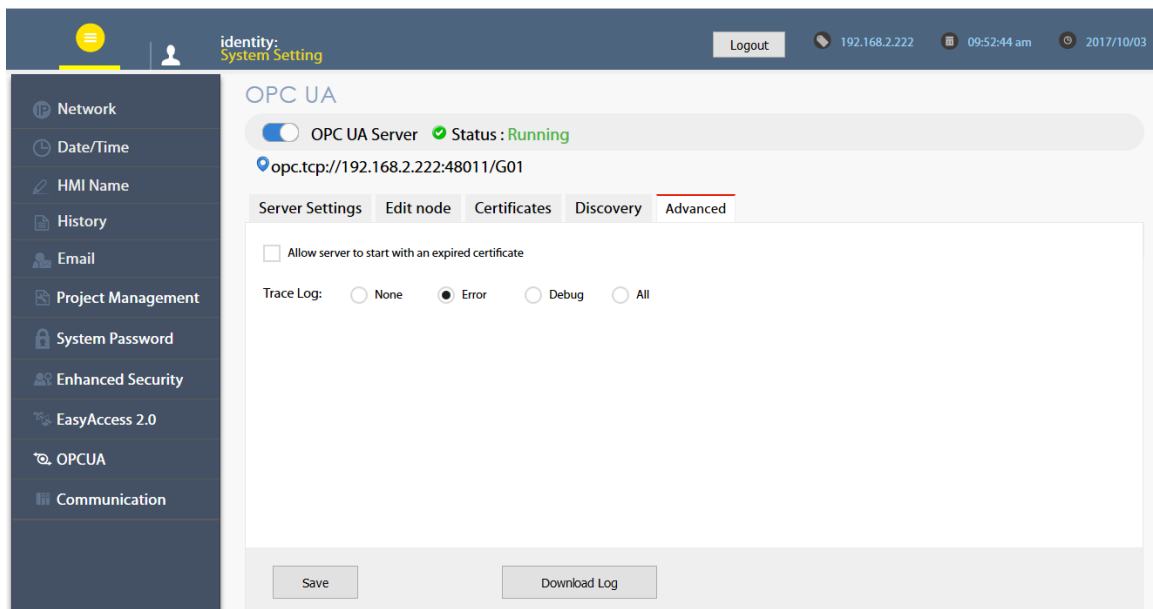 identity:
System Setting
Logout
192.168.2.222
09:52:44 am
2017/10/03
Network
Date/Time
HMI Name
History
Email
Project Management
System Password
Enhanced Security
EasyAccess 2.0
OPCUA
Communication
OPC UA
OPC UA Server Status : Running
opc.tcp://192.168.2.222:48011/G01
Server Settings Edit node Certificates Discovery Advanced
Allow server to start with an expired certificate
Trace Log: None Error Debug All
Save Download Log